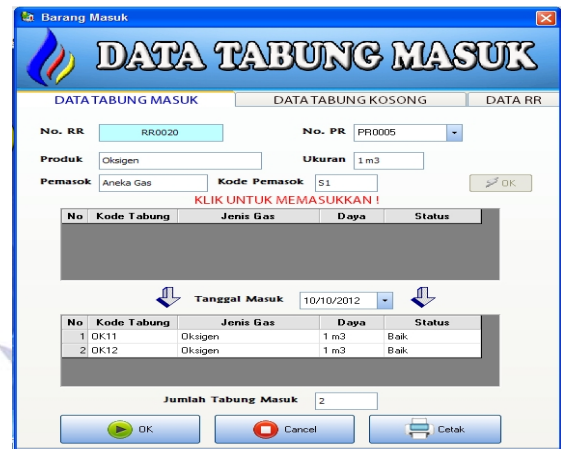 Barang Masuk
DATA TABUNG MASUK
DATA TABUNG MASUK DATA TABUNG KOSONG DATA RR
No. RR RR0020 No. PR PR0005
Produk Oksigen Ukuran 1 m3
Pemasok Aneka Gas Kode Pemasok S1 OK
KLIK UNTUK MEMASUKKAN !
No Kode Tabung Jenis Gas Daya Status
Tanggal Masuk 10/10/2012
No Kode Tabung Jenis Gas Daya Status
1 OK11 Oksigen 1 m3 Baik
2 OK12 Oksigen 1 m3 Baik
Jumlah Tabung Masuk 2
OK Cancel Cetak